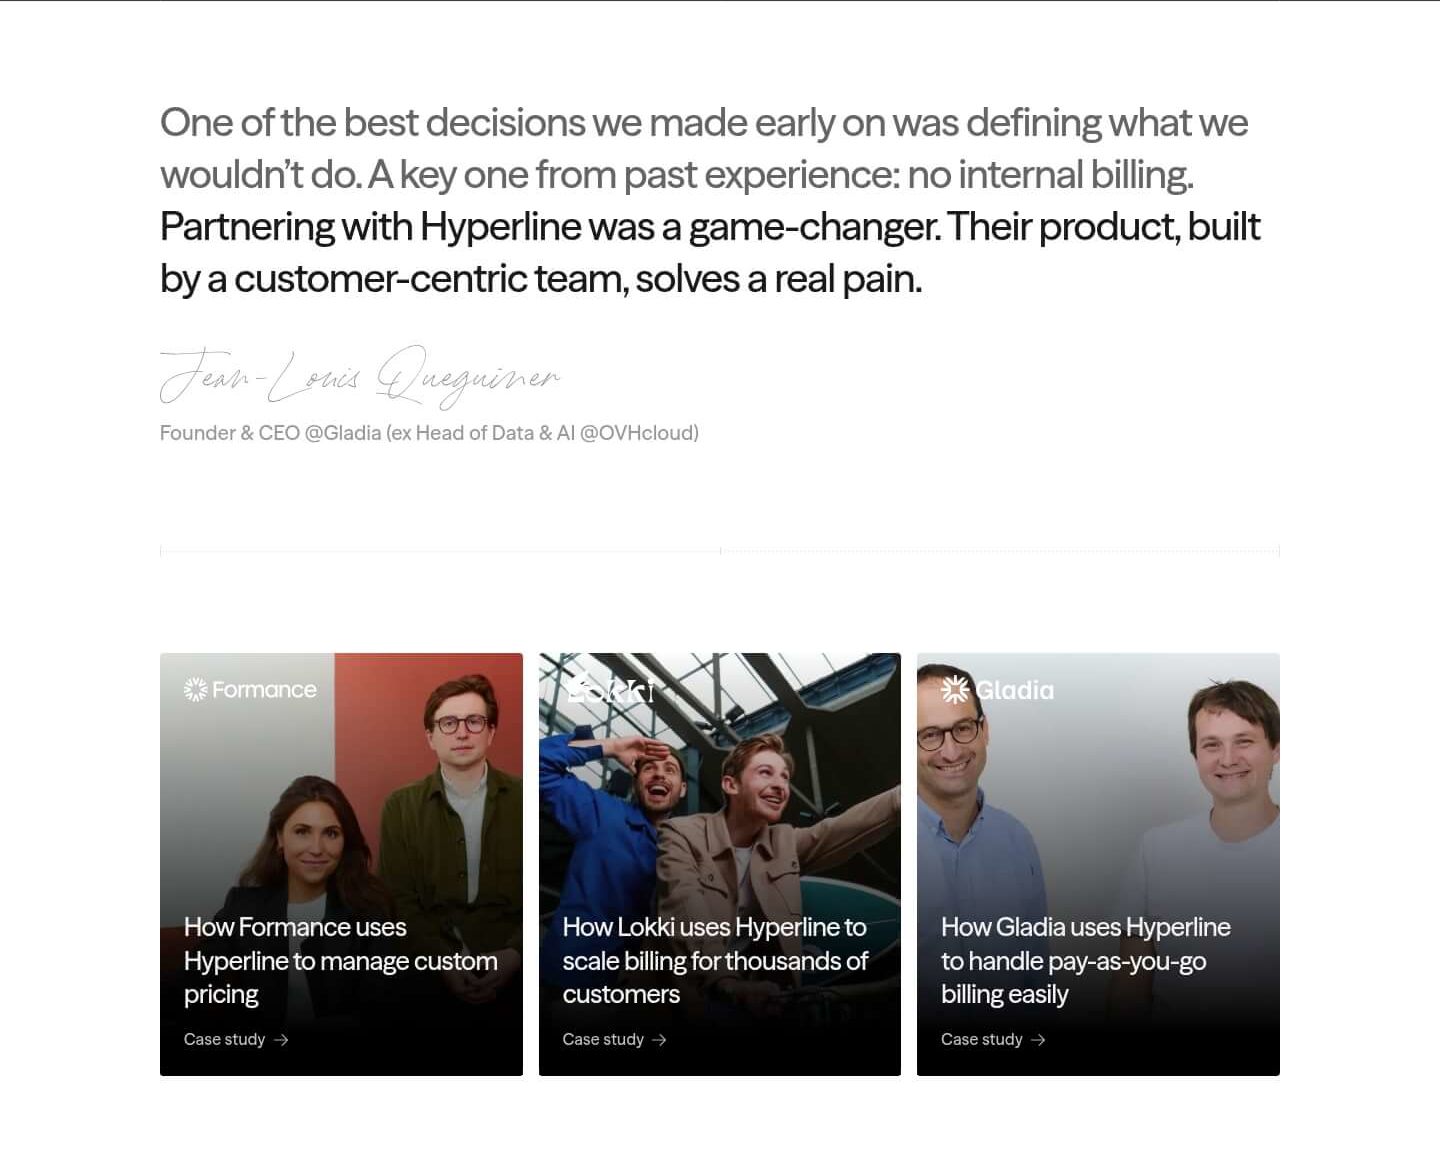 One of the best decisions we made early on was defining what we
wouldn’t do. A key one from past experience: no internal billing.
Partnering with Hyperline was a game-changer. Their product, built
by a customer-centric team, solves a real pain.
Jean-Louis Queguiner
Founder & CEO @Gladia (ex Head of Data & AI @OVHcloud)
Formance
How Formance uses
Hyperline to manage custom
pricing
Case study →
Lokki
How Lokki uses Hyperline to
scale billing for thousands of
customers
Case study →
Gladia
How Gladia uses Hyperline
to handle pay-as-you-go
billing easily
Case study →